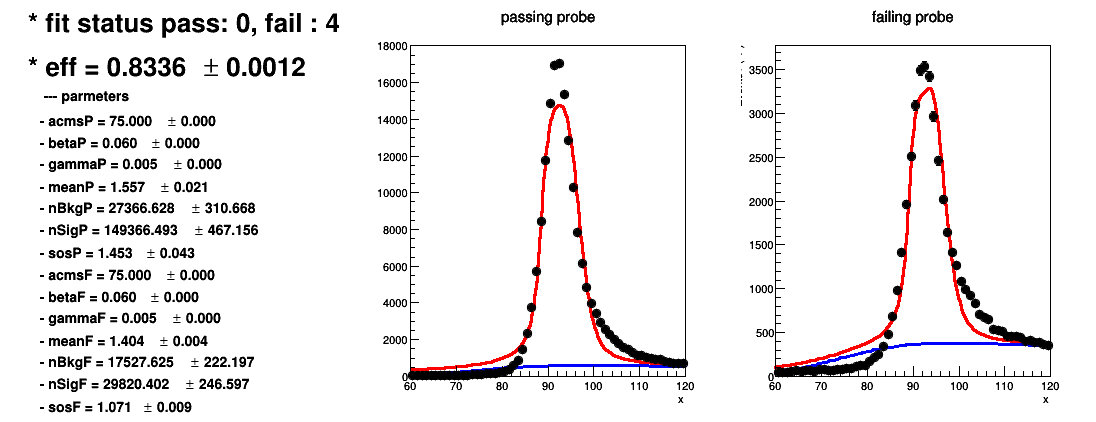 * fit status pass: 0, fail : 4
* eff = 0.8336 ± 0.0012
--- parmeters
- acmsP = 75.000 ± 0.000
- betaP = 0.060 ± 0.000
- gammaP = 0.005 ± 0.000
- meanP = 1.557 ± 0.021
- nBkgP = 27366.628 ± 310.668
- nSigP = 149366.493 ± 467.156
- sosP = 1.453 ± 0.043
- acmsF = 75.000 ± 0.000
- betaF = 0.060 ± 0.000
- gammaF = 0.005 ± 0.000
- meanF = 1.404 ± 0.004
- nBkgF = 17527.625 ± 222.197
- nSigF = 29820.402 ± 246.597
- sosF = 1.071 ± 0.009
passing probe
18000
16000
14000
12000
10000
8000
6000
4000
2000
0
60 70 80 90 100 110 120
x
failing probe
3500
3000
2500
2000
1500
1000
500
0
60 70 80 90 100 110 120
x